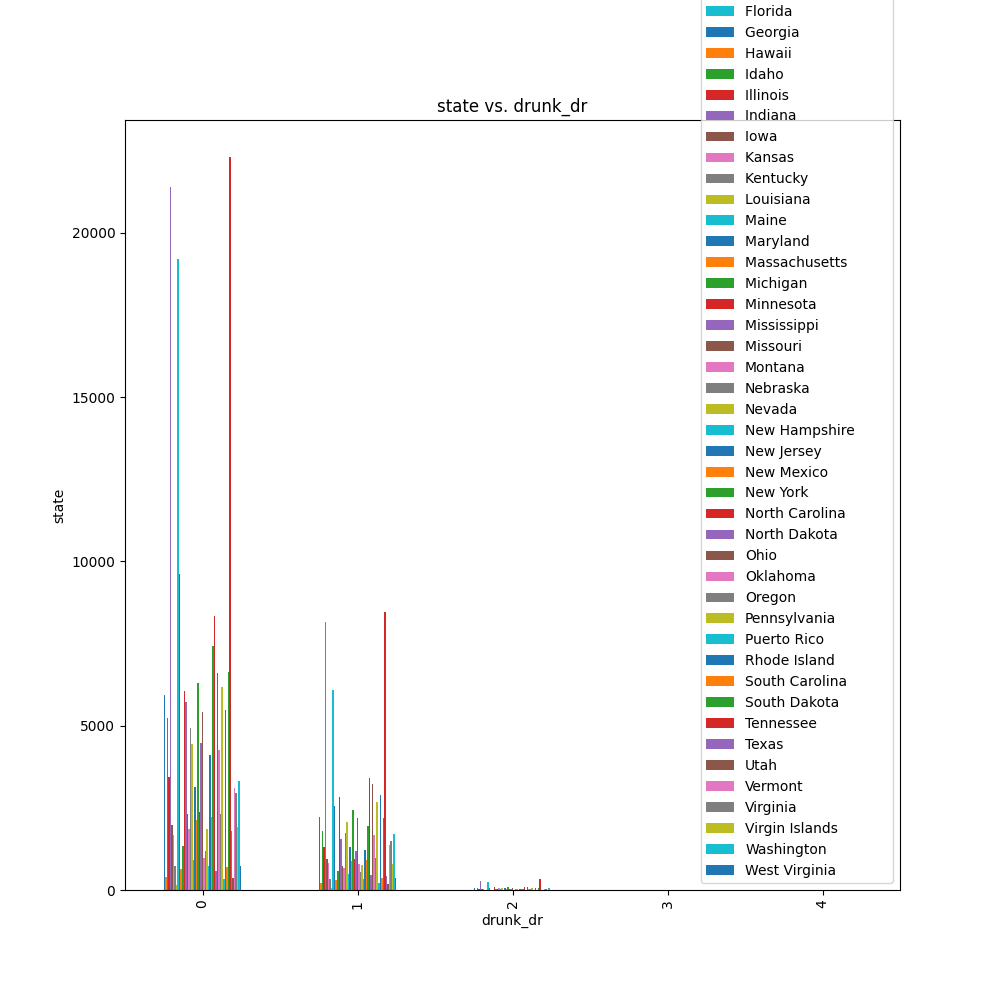 Florida
Georgia
Hawaii
Idaho
Illinois
Indiana
Iowa
Kansas
Kentucky
Louisiana
Maine
Maryland
Massachusetts
Michigan
Minnesota
Mississippi
Missouri
Montana
Nebraska
Nevada
New Hampshire
New Jersey
New Mexico
New York
North Carolina
North Dakota
Ohio
Oklahoma
Oregon
Pennsylvania
Puerto Rico
Rhode Island
South Carolina
South Dakota
Tennessee
Texas
Utah
Vermont
Virginia
Virgin Islands
Washington
West Virginia
state vs. drunk_dr
20000
15000
10000
5000
0
state
0 1 2 3 4
drunk_dr